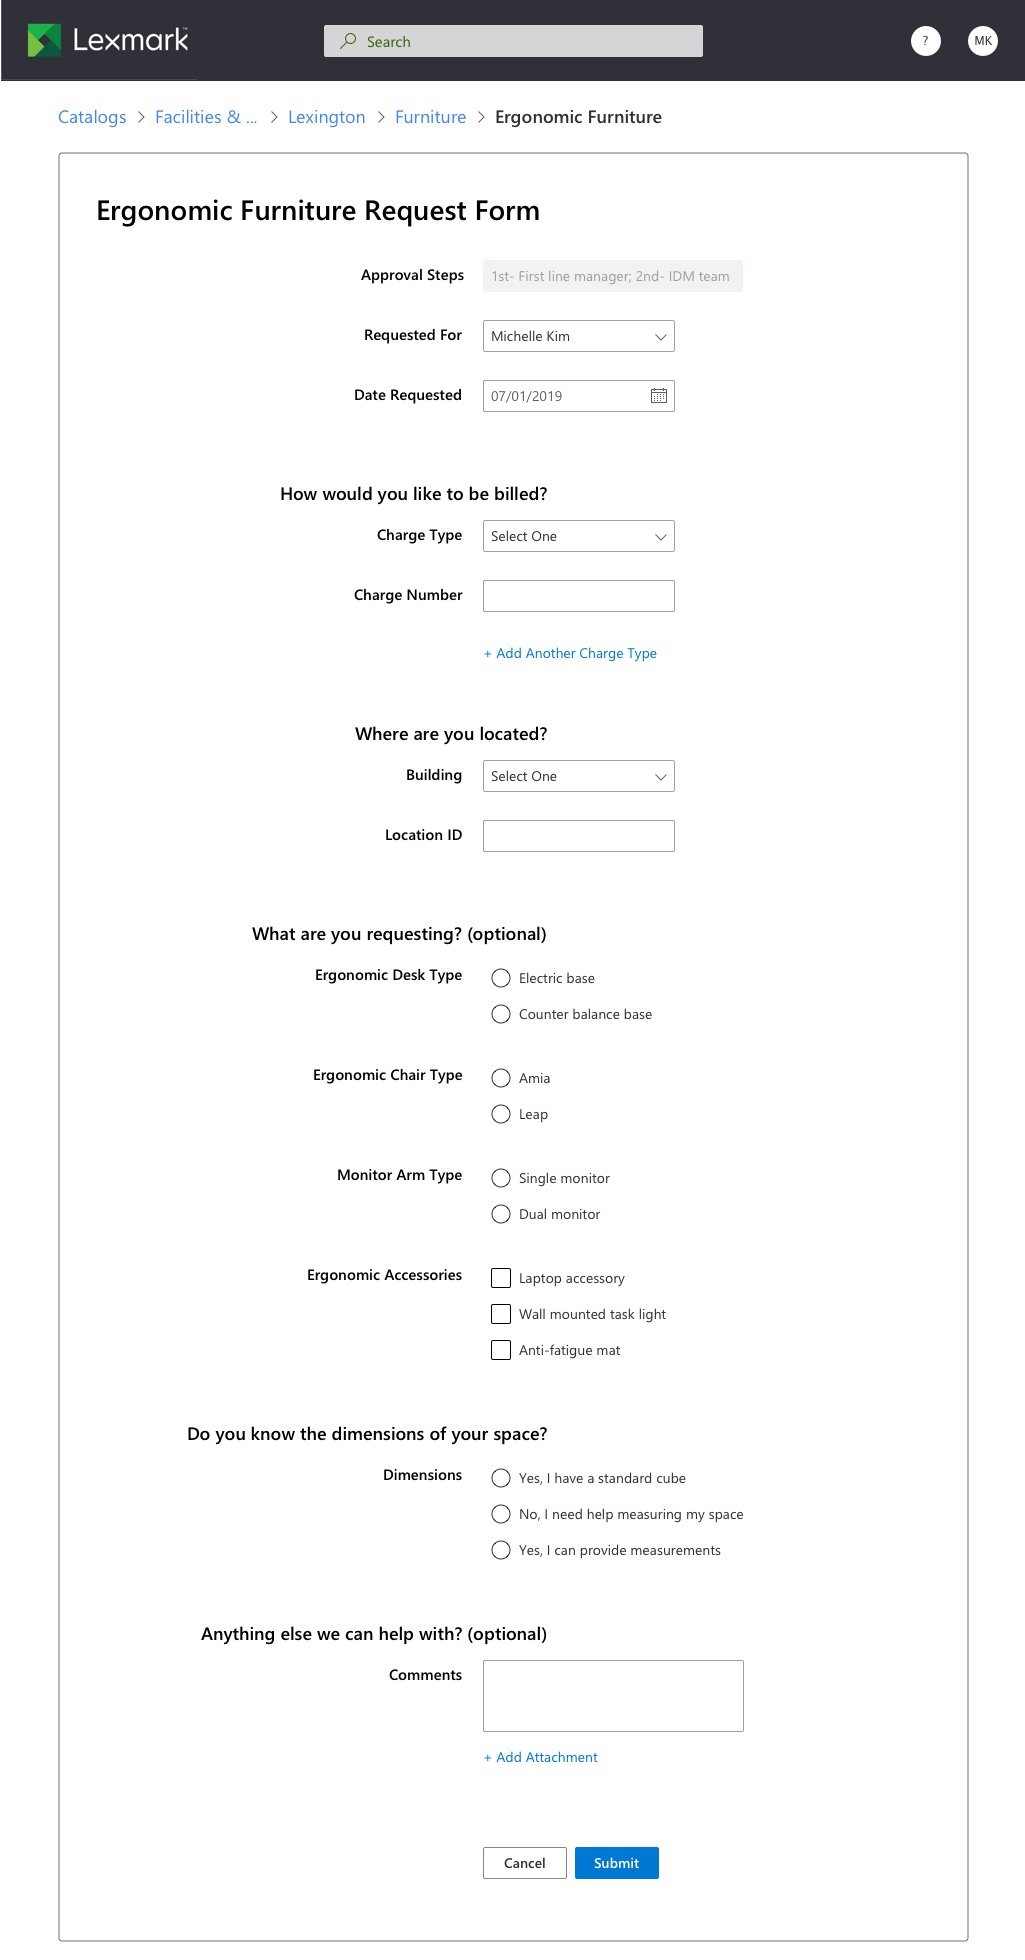 Lexmark™
Search
?
MK
Catalogs > Facilities & ... > Lexington > Furniture > Ergonomic Furniture
Ergonomic Furniture Request Form
Approval Steps 1st- First line manager; 2nd- IDM team
Requested For Michelle Kim
Date Requested 07/01/2019
How would you like to be billed?
Charge Type Select One
Charge Number
+ Add Another Charge Type
Where are you located?
Building Select One
Location ID
What are you requesting? (optional)
Ergonomic Desk Type Electric base
Counter balance base
Ergonomic Chair Type Amia
Leap
Monitor Arm Type Single monitor
Dual monitor
Ergonomic Accessories Laptop accessory
Wall mounted task light
Anti-fatigue mat
Do you know the dimensions of your space?
Dimensions Yes, I have a standard cube
No, I need help measuring my space
Yes, I can provide measurements
Anything else we can help with? (optional)
Comments
+ Add Attachment
Cancel Submit